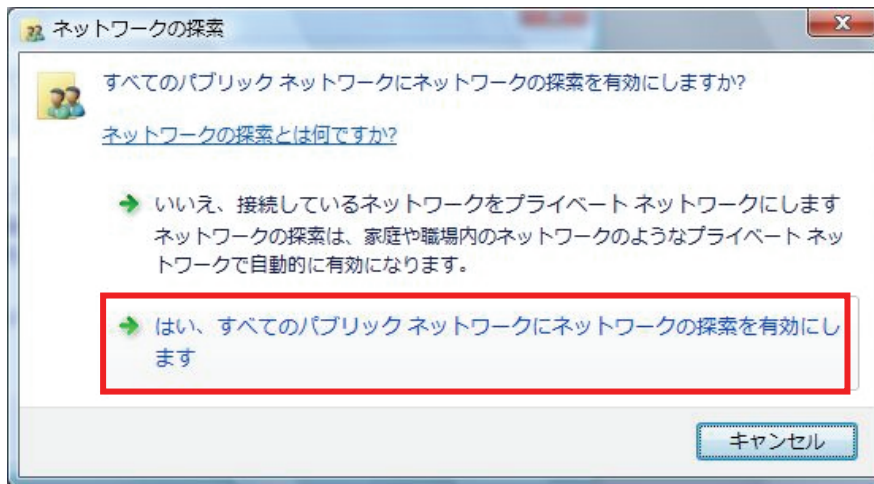 ネットワークの探索
すべてのパブリック ネットワークにネットワークの探索を有効にしますか?
ネットワークの探索とは何ですか?
いいえ、接続しているネットワークをプライベート ネットワークにします
ネットワークの探索は、家庭や職場内のネットワークのようなプライベート ネッ
トワークで自動的に有効になります。
はい、すべてのパブリック ネットワークにネットワークの探索を有効にし
ます
キャンセル